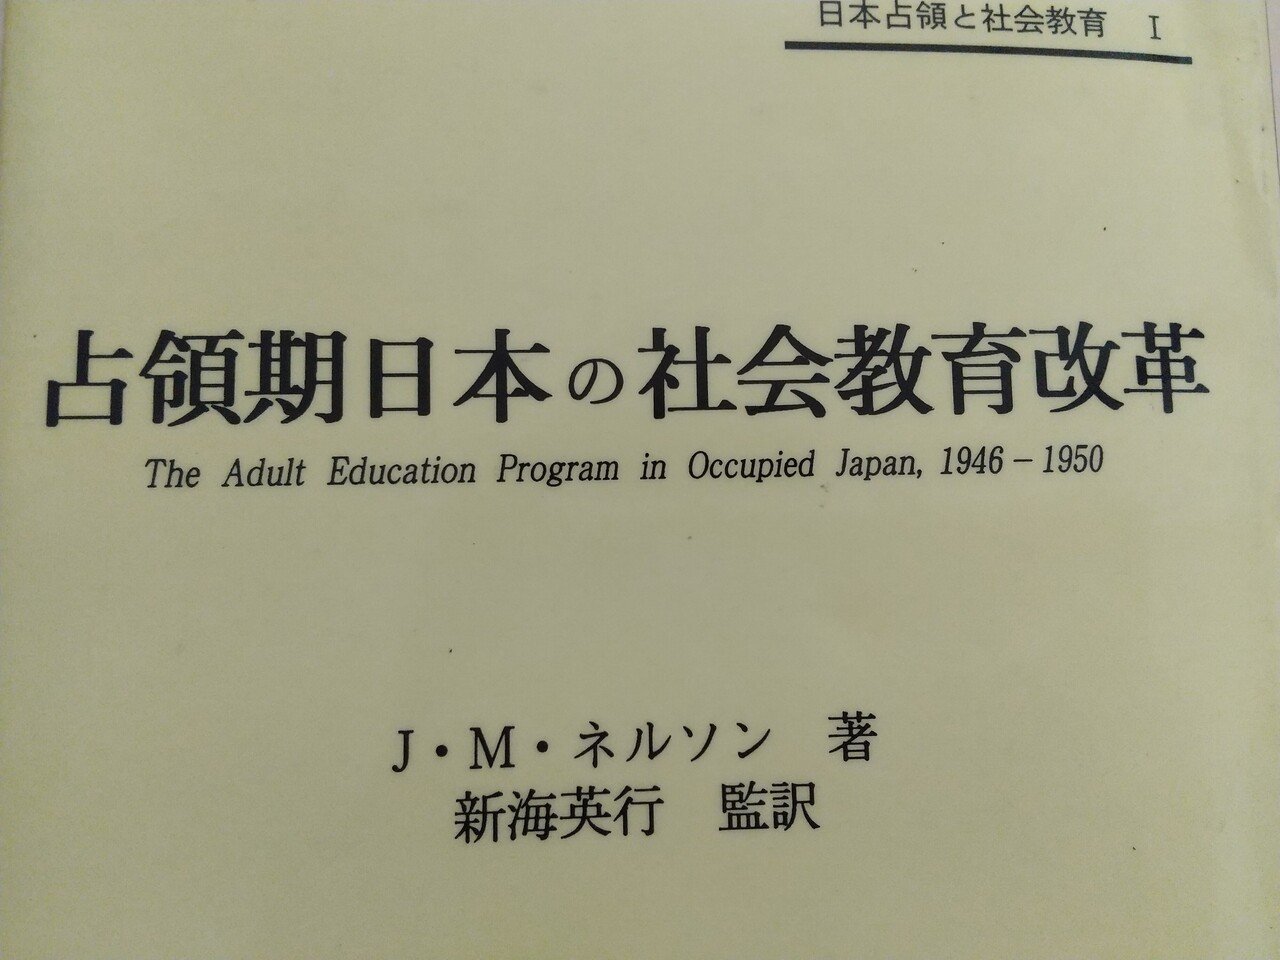 日本占領と社会教育 I
占領期日本の社会教育改革
The Adult Education Program in Occupied Japan, 1946－1950
J・M・ネルソン 著
新海英行 監訳